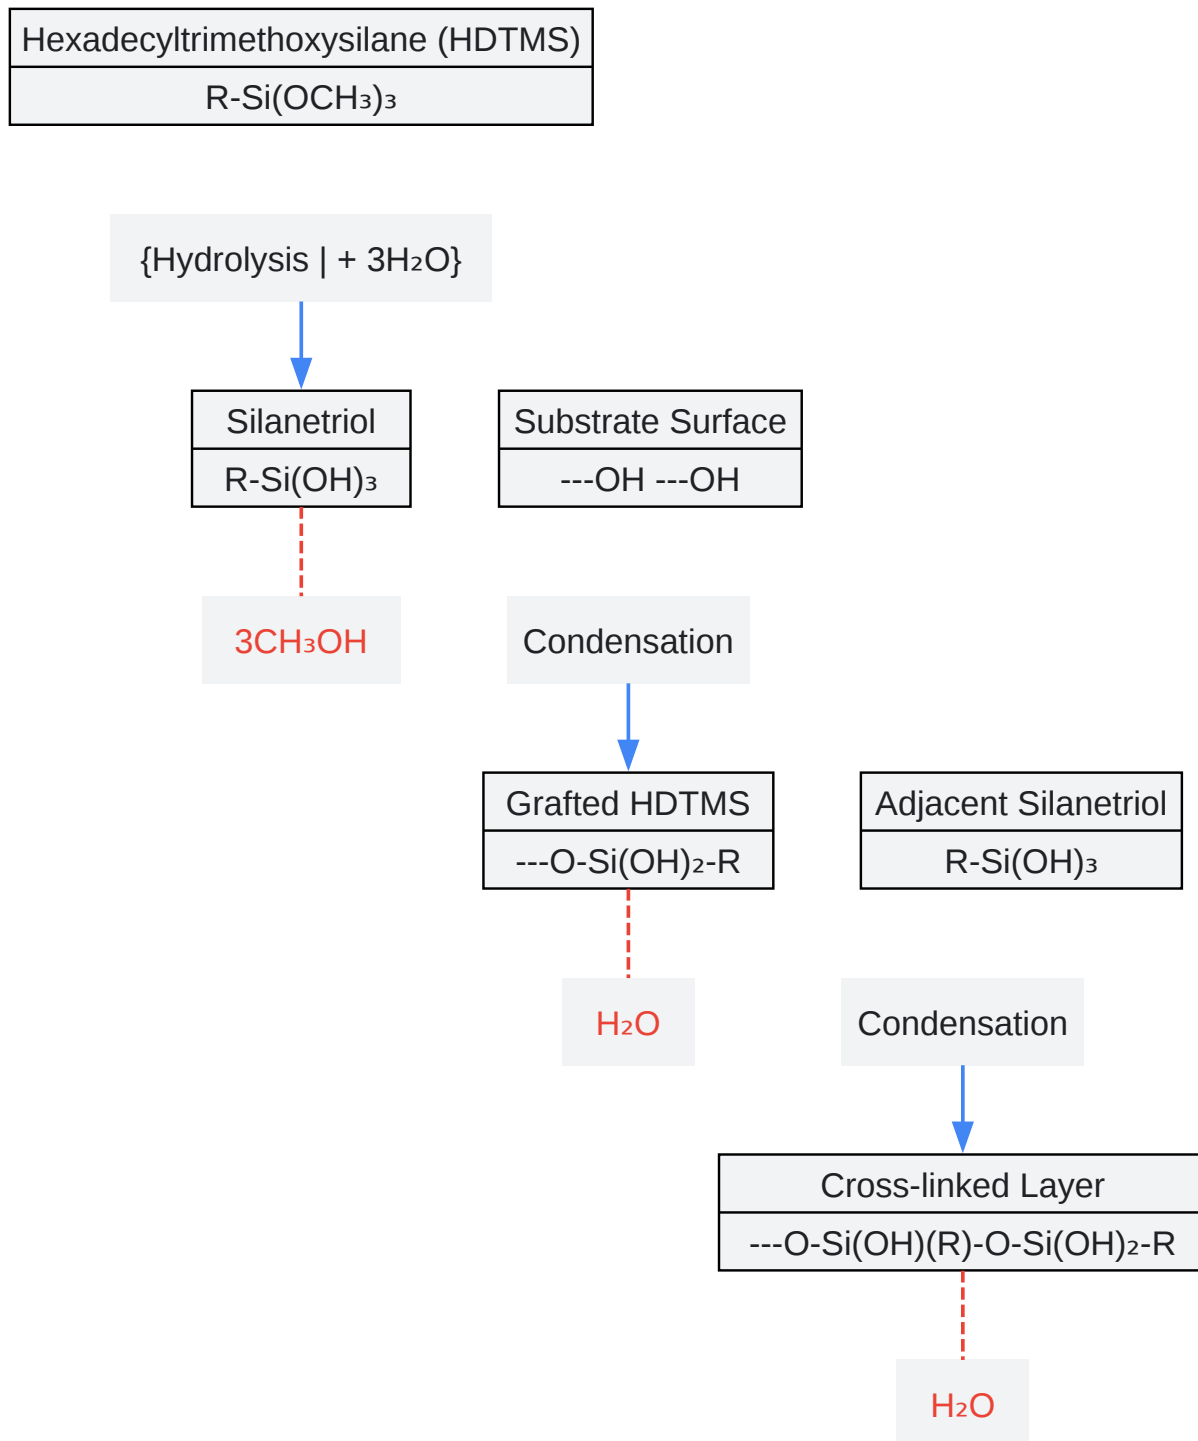 Hexadecyltrimethoxysilane (HDTMS)
R-Si(OCH₃)₃
{Hydrolysis | + 3H₂O}
Silanetriol
R-Si(OH)₃
Substrate Surface
---OH ---OH
3CH₃OH
Condensation
Grafted HDTMS
---O-Si(OH)₂-R
Adjacent Silanetriol
R-Si(OH)₃
H₂O
Condensation
Cross-linked Layer
---O-Si(OH)(R)-O-Si(OH)₂-R
H₂O